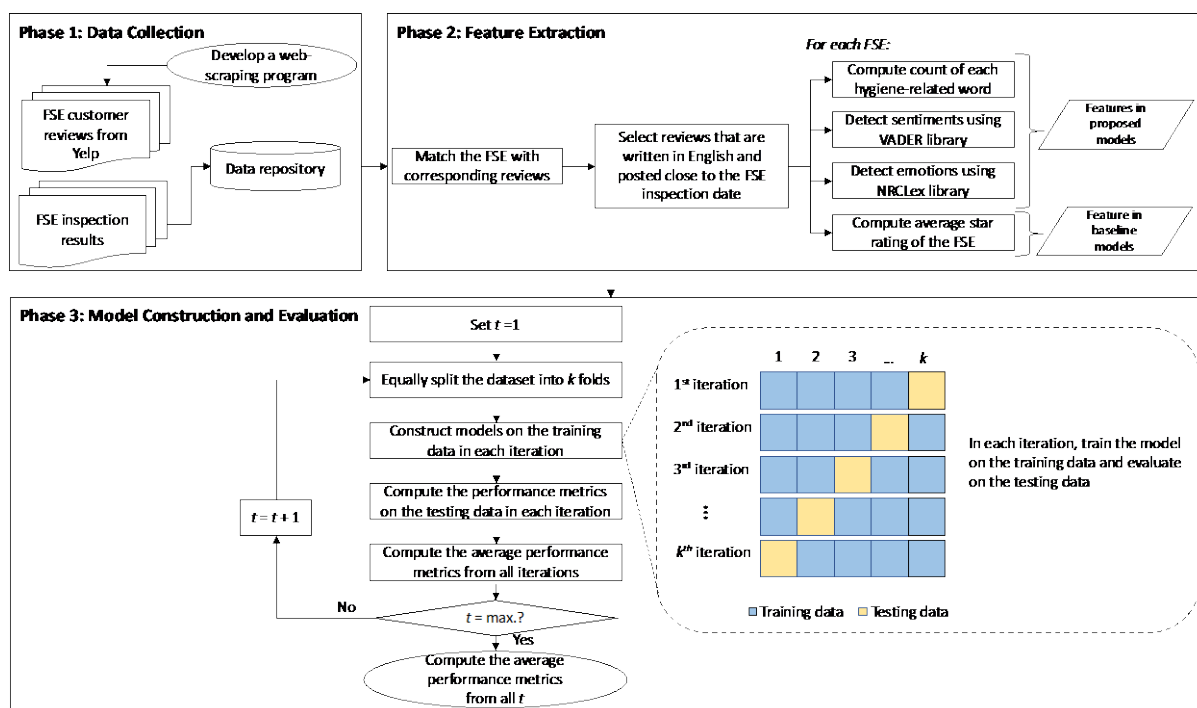 Phase 1: Data Collection
Develop a web-
scraping program
FSE customer
reviews from
Yelp
Data repository
FSE inspection
results
Phase 2: Feature Extraction
For each FSE:
Match the FSE with
corresponding reviews
Select reviews that are
written in English and
posted close to the FSE
inspection date
Compute count of each
hygiene-related word
Detect sentiments using
VADER library
Detect emotions using
NRCLex library
Compute average star
rating of the FSE
Features in
proposed
models
Feature in
baseline
models
Phase 3: Model Construction and Evaluation
Set t =1
Equally split the dataset into k folds
Construct models on the training
data in each iteration
Compute the performance metrics
on the testing data in each iteration
t = t + 1
Compute the average performance
metrics from all iterations
No
t = max.?
Yes
Compute the average
performance metrics
from all t
1 2 3 ... k
1st iteration
2nd iteration
3rd iteration
⋮
kth iteration
In each iteration, train the model
on the training data and evaluate
on the testing data
Training data Testing data